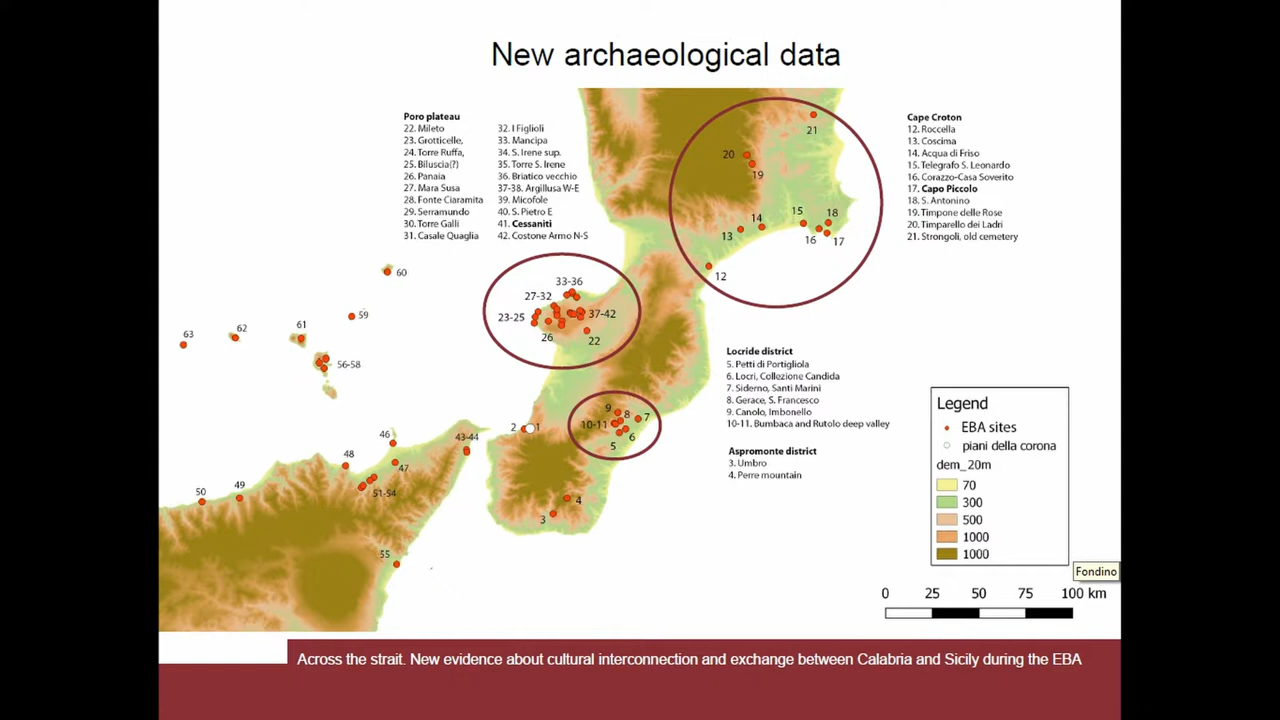 New archaeological data
Poro plateau
22. Mileto
23. Grotticelle,
24. Torre Ruffa,
25. Biluscia(?)
26. Panaia
27. Mara Susa
28. Fonte Ciaramita
29. Serramundo
30. Torre Galli
31. Casale Quaglia
32. I Figlioli
33. Mancipa
34. S. Irene sup.
35. Torre S. Irene
36. Briatico vecchio
37-38. Argillusa W-E
39. Micofole
40. S. Pietro E
41. Cessaniti
42. Costone Armo N-S
Cape Croton
12. Roccella
13. Coscima
14. Acqua di Friso
15. Telegrafo S. Leonardo
16. Corazzo-Casa Soverito
17. Capo Piccolo
18. S. Antonino
19. Timpone delle Rose
20. Timparello dei Ladri
21. Strongoli, old cemetery
21
20
19
15
18
14
13
16
17
12
60
33-36
27-32
23-25
37-42
26
22
59
61
62
63
56-58
Locride district
5. Petti di Portigliola
6. Locri, Collezione Candida
7. Siderno, Santi Marini
8. Gerace, S. Francesco
9. Canolo, Imbonello
10-11. Bumbaca and Rutolo deep valley
Aspromonte district
3. Umbro
4. Perre mountain
9
8
7
10-11
6
5
2
1
46
43-44
48
47
49
50
51-54
4
3
55
Legend
EBA sites
piani della corona
dem_20m
70
300
500
1000
1000
Fondino
0 25 50 75 100 km
Across the strait. New evidence about cultural interconnection and exchange between Calabria and Sicily during the EBA